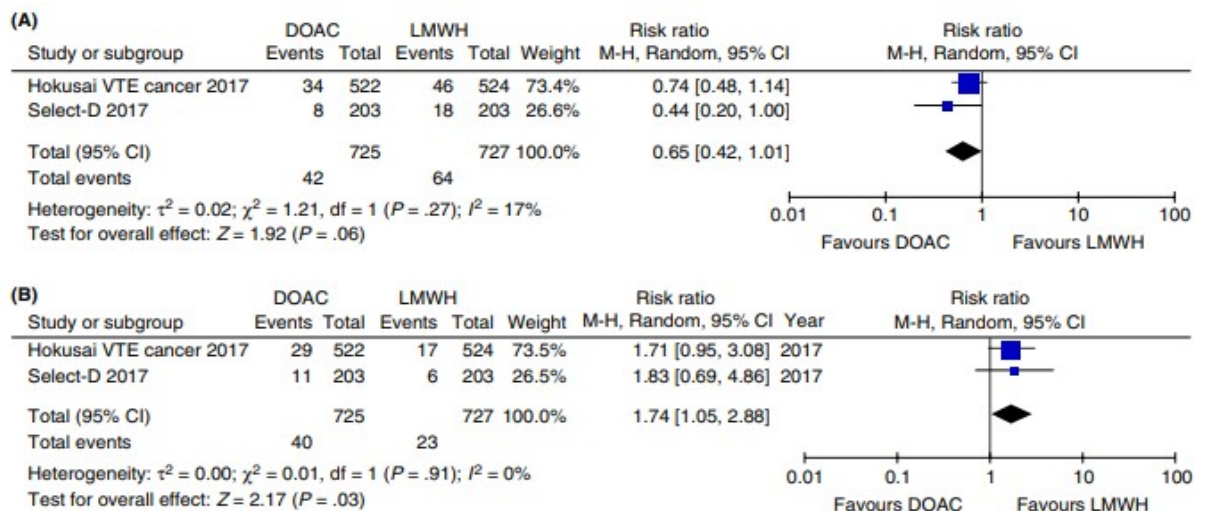 (A)
DOAC LMWH Risk ratio Risk ratio
Study or subgroup Events Total Events Total Weight M-H, Random, 95% CI M-H, Random, 95% CI
Hokusai VTE cancer 2017 34 522 46 524 73.4% 0.74 [0.48, 1.14]
Select-D 2017 8 203 18 203 26.6% 0.44 [0.20, 1.00]
Total (95% CI) 725 727 100.0% 0.65 [0.42, 1.01]
Total events 42 64
Heterogeneity: τ² = 0.02; χ² = 1.21, df = 1 (P = .27); I² = 17%
Test for overall effect: Z = 1.92 (P = .06)
0.01 0.1 1 10 100
Favours DOAC Favours LMWH
(B)
DOAC LMWH Risk ratio Risk ratio
Study or subgroup Events Total Events Total Weight M-H, Random, 95% CI Year M-H, Random, 95% CI
Hokusai VTE cancer 2017 29 522 17 524 73.5% 1.71 [0.95, 3.08] 2017
Select-D 2017 11 203 6 203 26.5% 1.83 [0.69, 4.86] 2017
Total (95% CI) 725 727 100.0% 1.74 [1.05, 2.88]
Total events 40 23
Heterogeneity: τ² = 0.00; χ² = 0.01, df = 1 (P = .91); I² = 0%
Test for overall effect: Z = 2.17 (P = .03)
0.01 0.1 1 10 100
Favours DOAC Favours LMWH